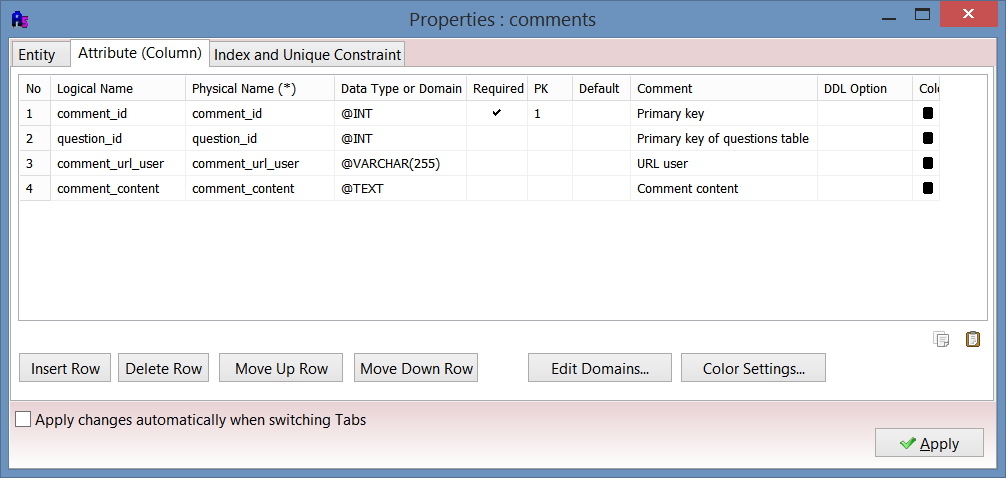 Properties : comments
Entity Attribute (Column) Index and Unique Constraint
No Logical Name Physical Name (*) Data Type or Domain Required PK Default Comment DDL Option Colo
1 comment_id comment_id @INT ✔ 1 Primary key
2 question_id question_id @INT Primary key of questions table
3 comment_url_user comment_url_user @VARCHAR(255) URL user
4 comment_content comment_content @TEXT Comment content
Insert Row Delete Row Move Up Row Move Down Row Edit Domains... Color Settings...
Apply changes automatically when switching Tabs
Apply